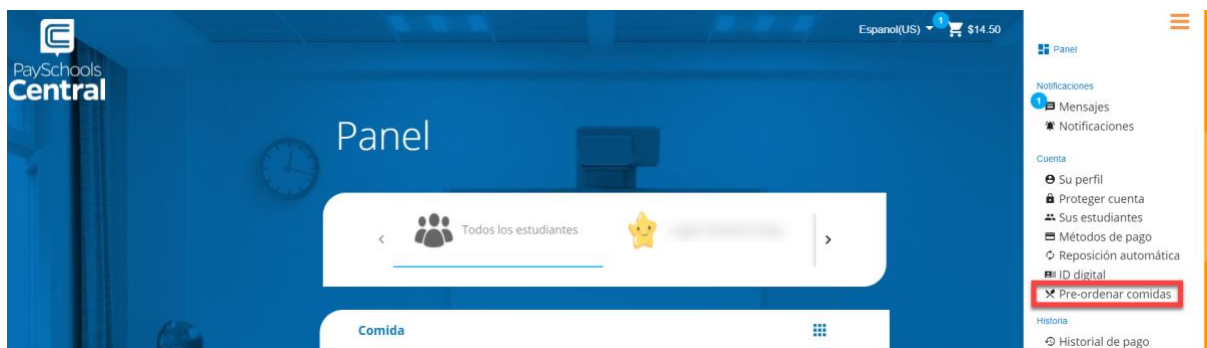 PaySchools
Central
Espanol(US)
1
$14.50
Panel
Todos los estudiantes
Comida
Panel
Notificaciones
1
Mensajes
Notificaciones
Cuenta
Su perfil
Proteger cuenta
Sus estudiantes
Métodos de pago
Reposición automática
ID digital
Pre-ordenar comidas
Historia
Historial de pago